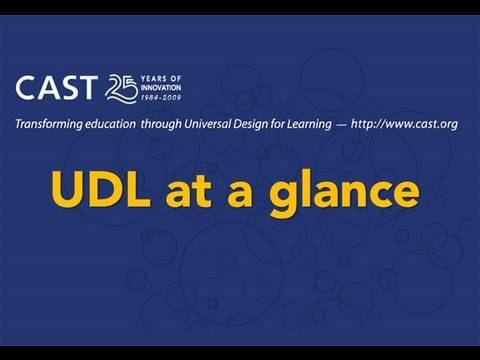 CAST 25 YEARS OF
INNOVATION
1984-2009
Transforming education through Universal Design for Learning — http://www.cast.org
UDL at a glance